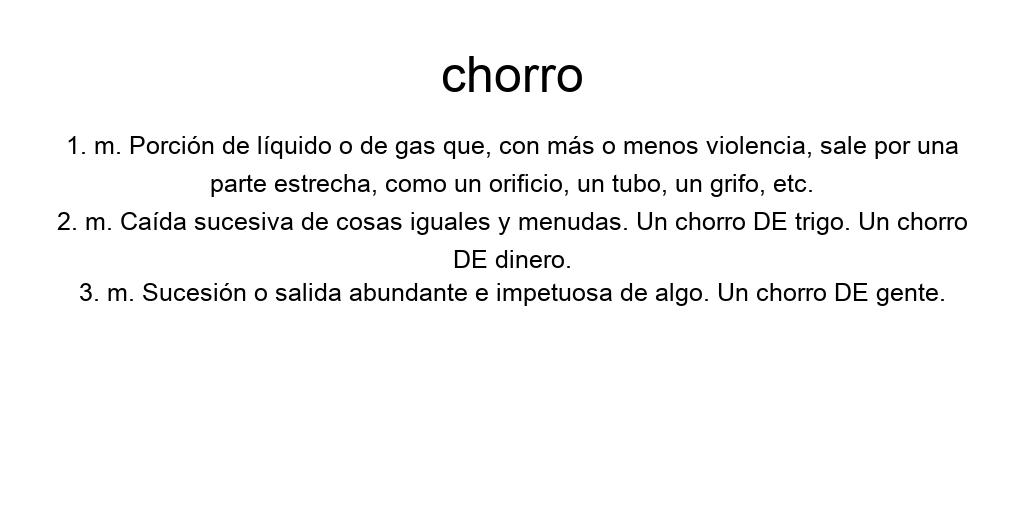 chorro
1. m. Porción de líquido o de gas que, con más o menos violencia, sale por una
parte estrecha, como un orificio, un tubo, un grifo, etc.
2. m. Caída sucesiva de cosas iguales y menudas. Un chorro DE trigo. Un chorro
DE dinero.
3. m. Sucesión o salida abundante e impetuosa de algo. Un chorro DE gente.